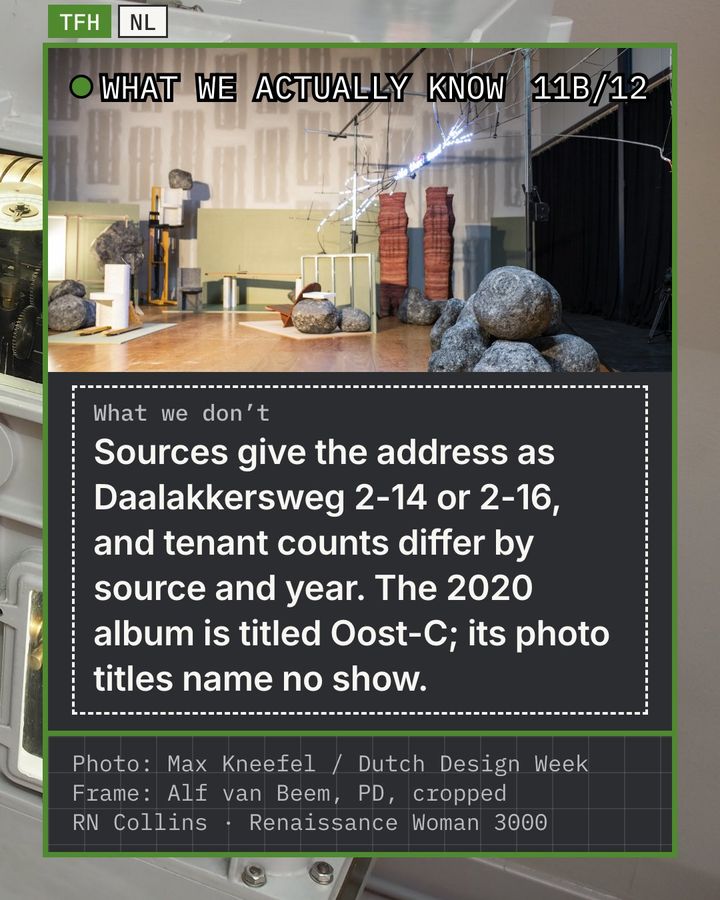 TFH NL
WHAT WE ACTUALLY KNOW 11B/12
What we don’t
Sources give the address as
Daalakkersweg 2-14 or 2-16,
and tenant counts differ by
source and year. The 2020
album is titled Oost-C; its photo
titles name no show.
Photo: Max Kneefel / Dutch Design Week
Frame: Alf van Beem, PD, cropped
RN Collins · Renaissance Woman 3000